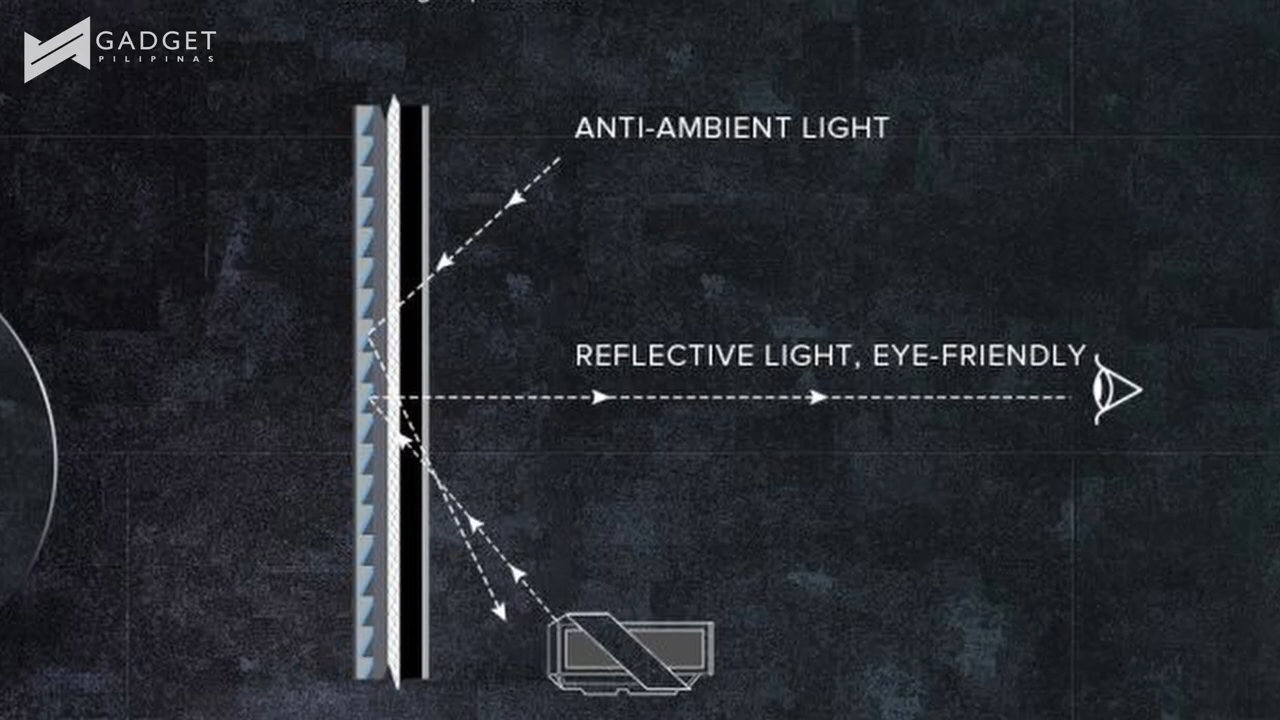 GADGET
PILIPINAS
ANTI-AMBIENT LIGHT
REFLECTIVE LIGHT, EYE-FRIENDLY